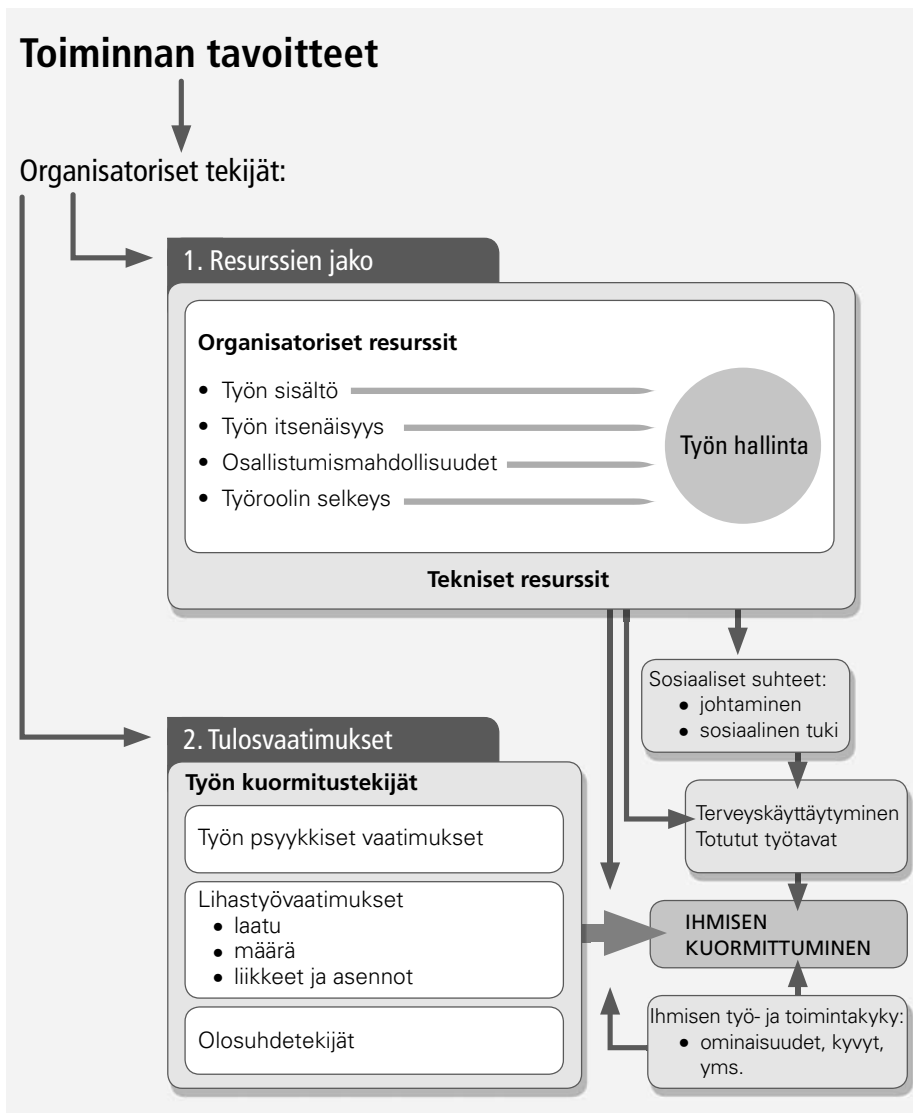 Toiminnan tavoitteet
Organisatoriset tekijät:
1. Resurssien jako
Organisatoriset resurssit
• Työn sisältö
• Työn itsenäisyys
• Osallistumismahdollisuudet
• Työroolin selkeys
Työn hallinta
Tekniset resurssit
Sosiaaliset suhteet:
• johtaminen
• sosiaalinen tuki
2. Tulosvaatimukset
Työn kuormitustekijät
Työn psyykkiset vaatimukset
Lihastyövaatimukset
• laatu
• määrä
• liikkeet ja asennot
Olosuhdetekijät
Terveyskäyttäytyminen
Totutut työtavat
IHMISEN
KUORMITTUMINEN
Ihmisen työ- ja toimintakyky:
• ominaisuudet, kyvyt,
yms.